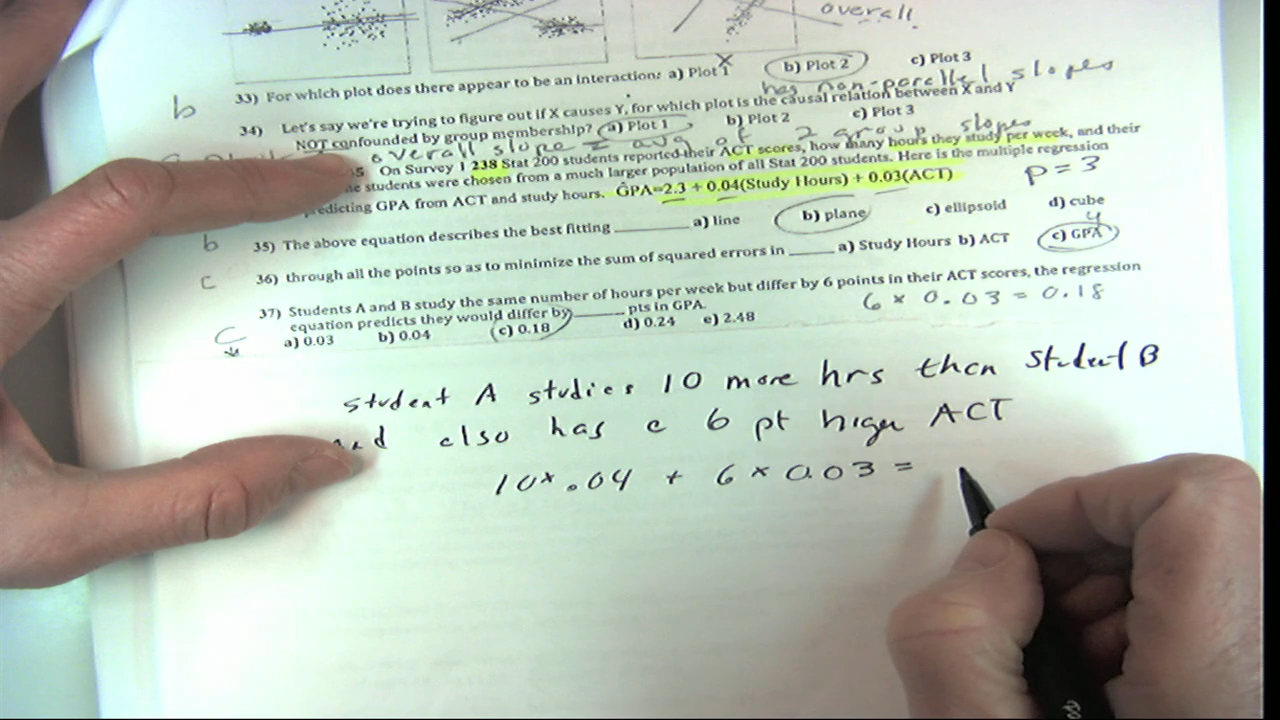 overall
33) For which plot does there appear to be an interaction: a) Plot 1 b) Plot 2 c) Plot 3
b has non-parallel slopes
34) Let's say we're trying to figure out if X causes Y, for which plot is the causal relation between X and Y
NOT confounded by group membership? a) Plot 1 b) Plot 2 c) Plot 3
overall slope = avg of 2 group slopes
5 On Survey 1 238 Stat 200 students reported their ACT scores, how many hours they study per week, and their
students were chosen from a much larger population of all Stat 200 students. Here is the multiple regression
predicting GPA from ACT and study hours. ĜPA=2.3 + 0.04(Study Hours) + 0.03(ACT) p = 3
b 35) The above equation describes the best fitting ______ a) line b) plane c) ellipsoid d) cube
y
c 36) through all the points so as to minimize the sum of squared errors in _____ a) Study Hours b) ACT c) GPA
37) Students A and B study the same number of hours per week but differ by 6 points in their ACT scores, the regression
equation predicts they would differ by ______ pts in GPA. 6 × 0.03 = 0.18
C a) 0.03 b) 0.04 c) 0.18 d) 0.24 e) 2.48
student A studies 10 more hrs than Student B
also has a 6 pt higher ACT
10 × .04 + 6 × 0.03 =